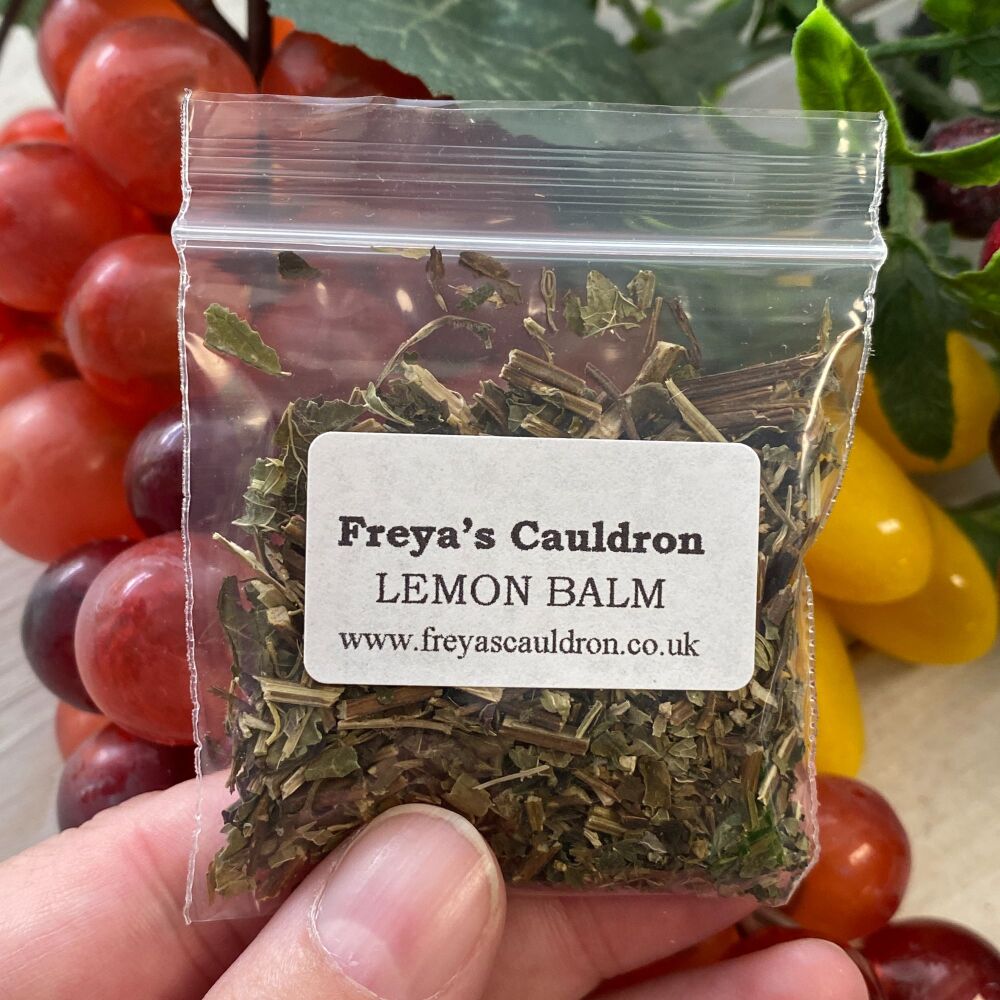 Freya's Cauldron
LEMON BALM
www.freyascauldron.co.uk